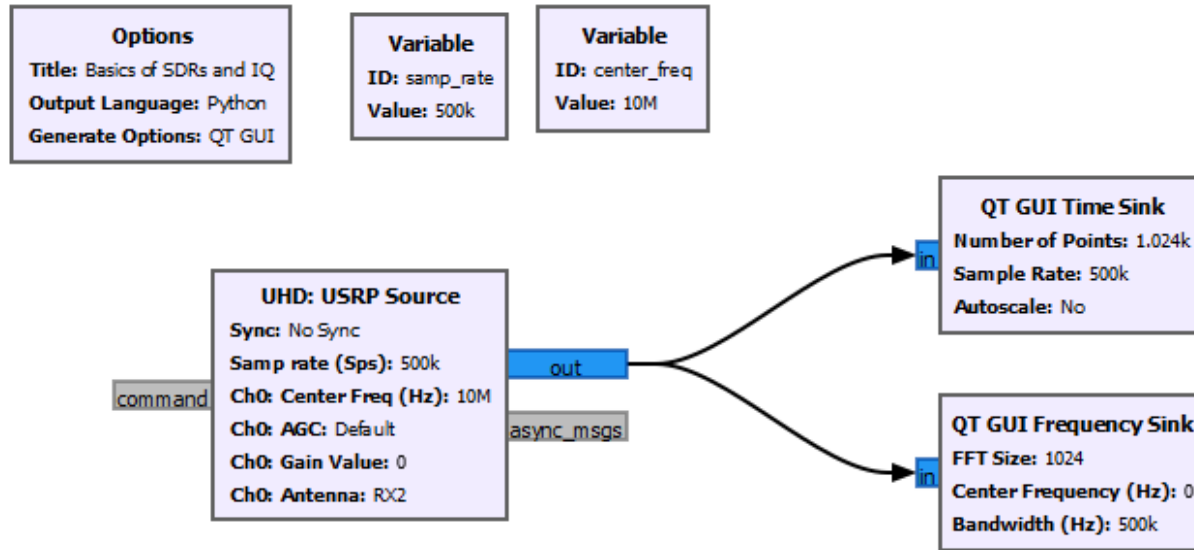 Options
Title: Basics of SDRs and IQ
Output Language: Python
Generate Options: QT GUI
Variable
ID: samp_rate
Value: 500k
Variable
ID: center_freq
Value: 10M
UHD: USRP Source
Sync: No Sync
Samp rate (Sps): 500k
Ch0: Center Freq (Hz): 10M
Ch0: AGC: Default
Ch0: Gain Value: 0
Ch0: Antenna: RX2
command
out
async_msgs
in
QT GUI Time Sink
Number of Points: 1.024k
Sample Rate: 500k
Autoscale: No
in
QT GUI Frequency Sink
FFT Size: 1024
Center Frequency (Hz): 0
Bandwidth (Hz): 500k